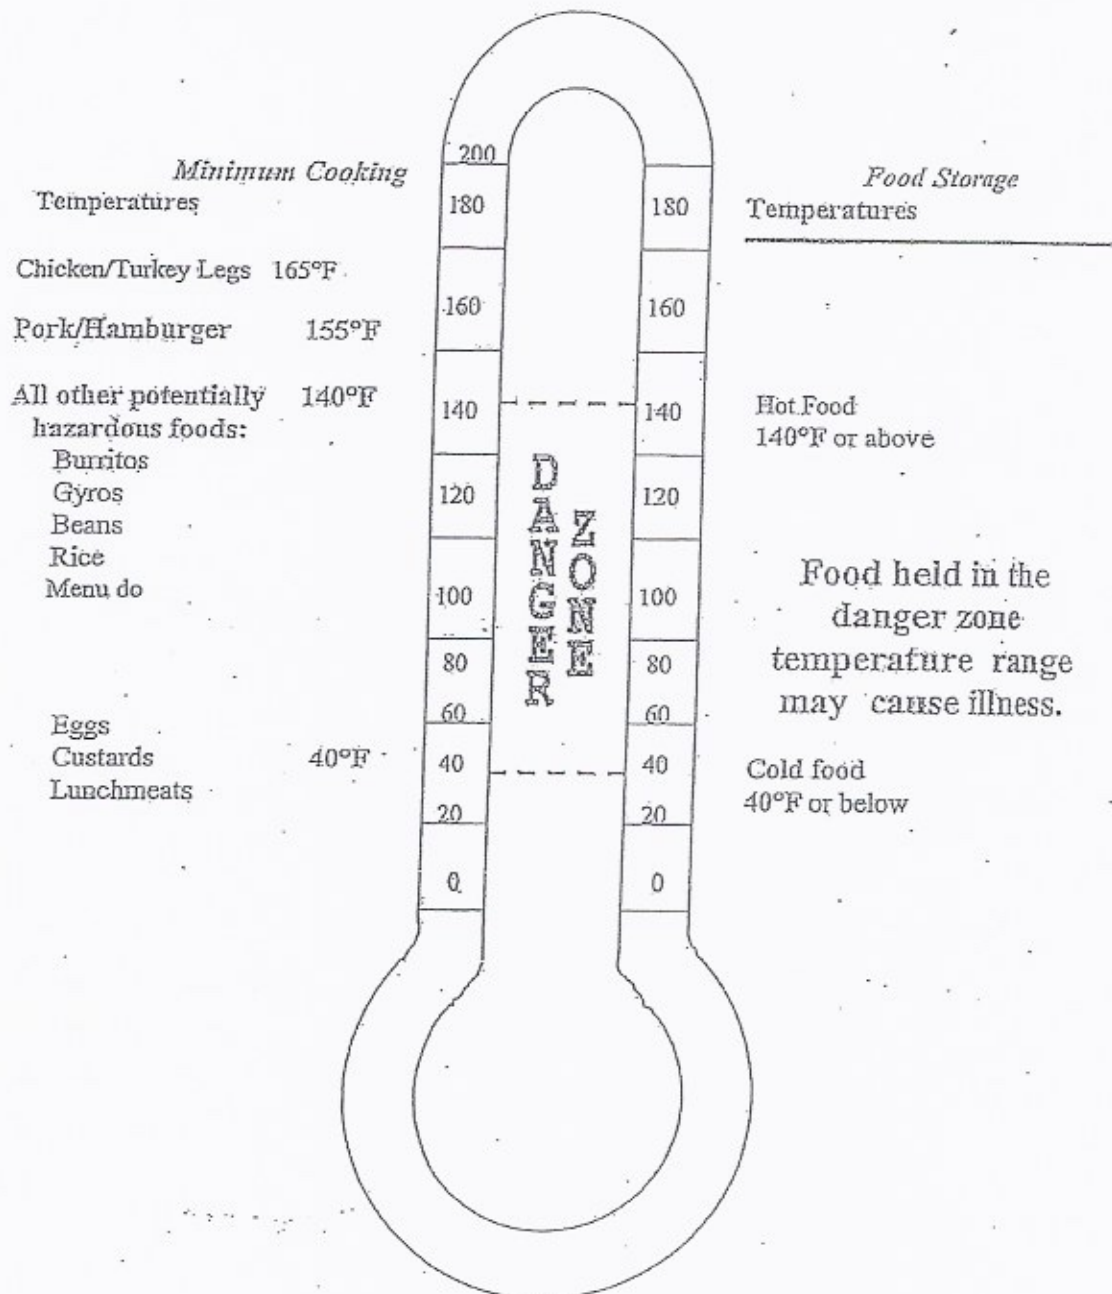 Minimum Cooking
Temperatures
Chicken/Turkey Legs 165°F
Pork/Hamburger 155°F
All other potentially 140°F
hazardous foods:
Burritos
Gyros
Beans
Rice
Menu do
Eggs
Custards 40°F
Lunchmeats
200
180
160
140
120
100
80
60
40
20
0
DANGER
ZONE
180
160
140
120
100
80
60
40
20
0
Food Storage
Temperatures
Hot Food
140°F or above
Food held in the
danger zone
temperature range
may cause illness.
Cold food
40°F or below